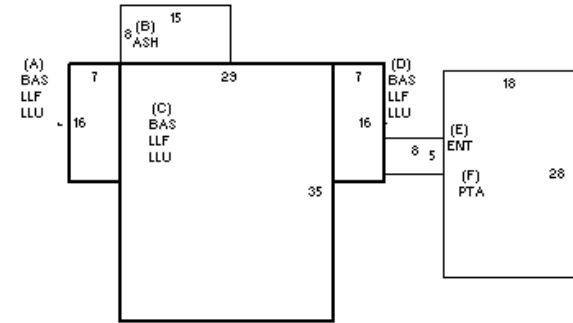 15
8 (B)
ASH
(A)
BAS
LLF
LLU
7
29
7
(D)
BAS
LLF
LLU
18
16
(C)
BAS
LLF
LLU
16
(E)
ENT
8 5
(F)
PTA
28
35